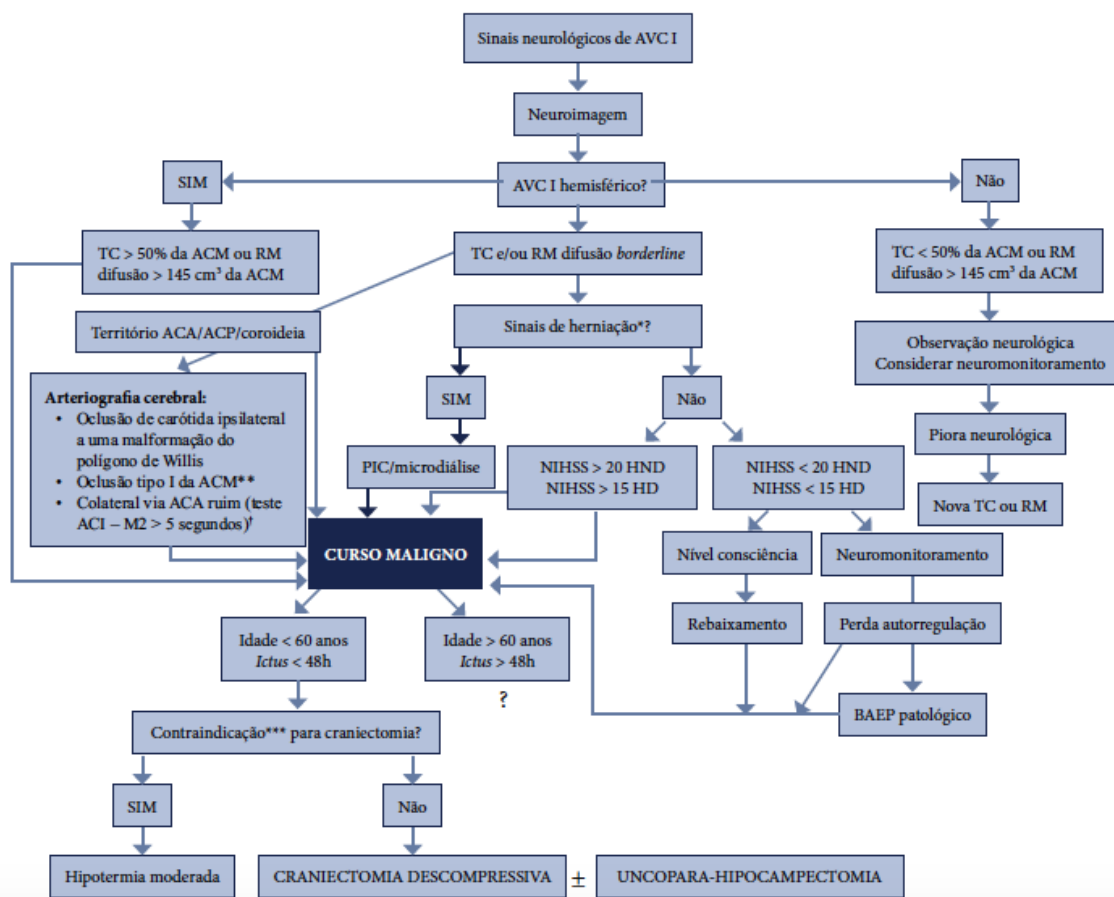 Sinais neurológicos de AVC I
Neuroimagem
SIM
AVC I hemisférico?
Não
TC > 50% da ACM ou RM
difusão > 145 cm³ da ACM
TC e/ou RM difusão borderline
TC < 50% da ACM ou RM
difusão > 145 cm³ da ACM
Território ACA/ACP/coroideia
Sinais de herniação*?
Observação neurológica
Considerar neuromonitoramento
Arteriografia cerebral:
• Oclusão de carótida ipsilateral
a uma malformação do
polígono de Willis
• Oclusão tipo I da ACM**
• Colateral via ACA ruim (teste
ACI – M2 > 5 segundos)†
SIM
Não
Piora neurológica
PIC/microdiálise
NIHSS > 20 HND
NIHSS > 15 HD
NIHSS < 20 HND
NIHSS < 15 HD
Nova TC ou RM
CURSO MALIGNO
Nível consciência
Neuromonitoramento
Rebaixamento
Perda autorregulação
Idade < 60 anos
Ictus < 48h
Idade > 60 anos
Ictus > 48h
?
BAEP patológico
Contraindicação*** para craniectomia?
SIM
Não
Hipotermia moderada
CRANIECTOMIA DESCOMPRESSIVA
±
UNCOPARA-HIPOCAMPECTOMIA